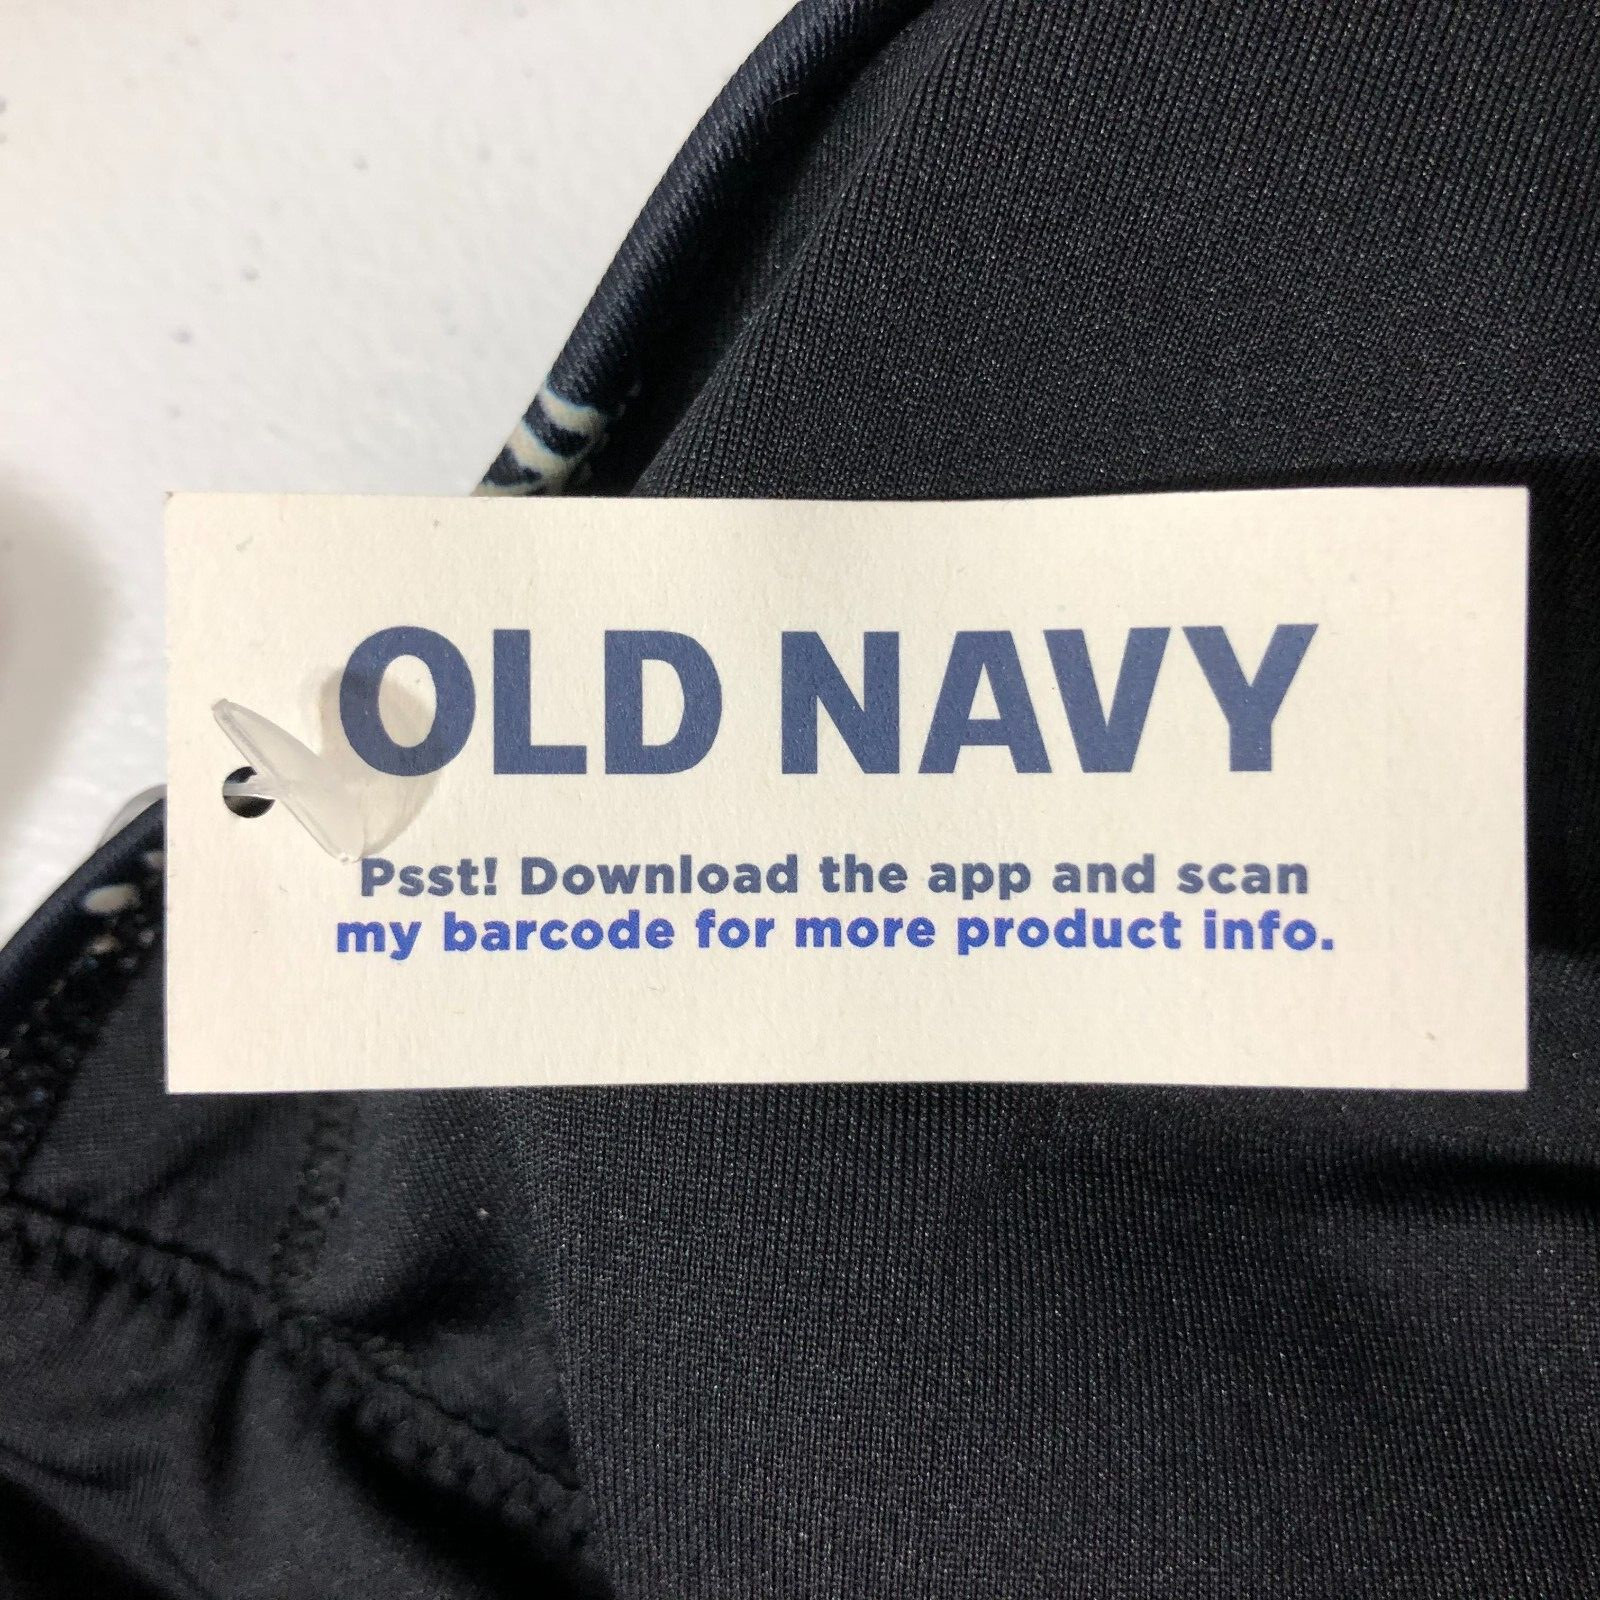 OLD NAVY
Psst! Download the app and scan
my barcode for more product info.